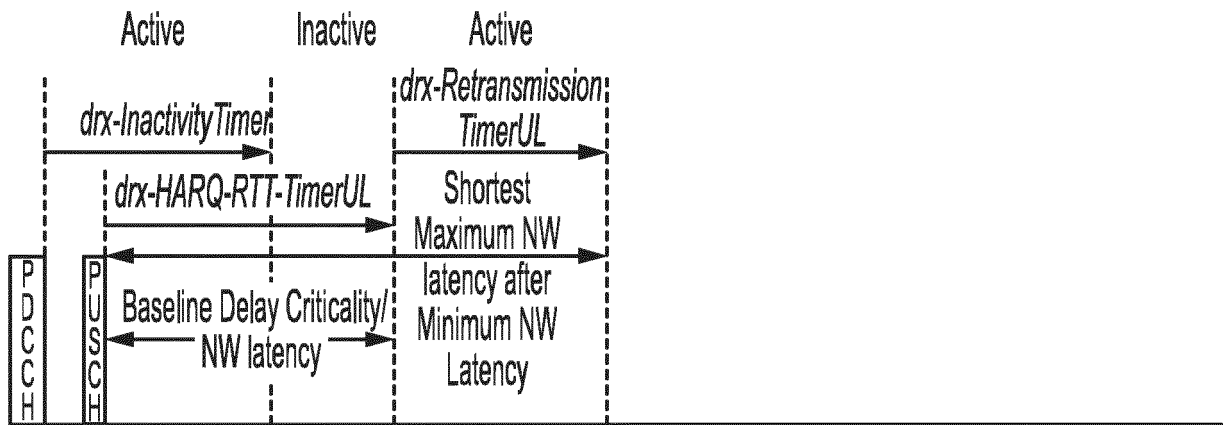 Active Inactive Active
drx-InactivityTimer
drx-Retransmission
TimerUL
drx-HARQ-RTT-TimerUL
Shortest
Maximum NW
latency after
Minimum NW
Latency
Baseline Delay Criticality/
NW latency
PDCCH
PUSCH